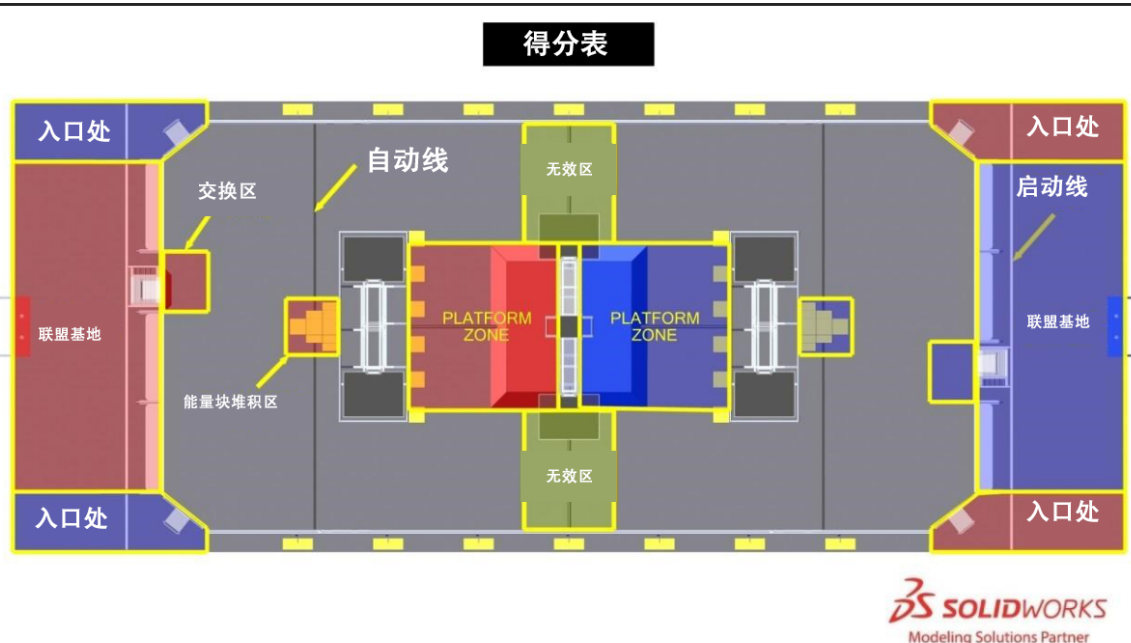 得分表
入口处
入口处
自动线
无效区
交换区
启动线
联盟基地
PLATFORM
ZONE
PLATFORM
ZONE
联盟基地
能量块堆积区
无效区
入口处
入口处
3S SOLIDWORKS
Modeling Solutions Partner